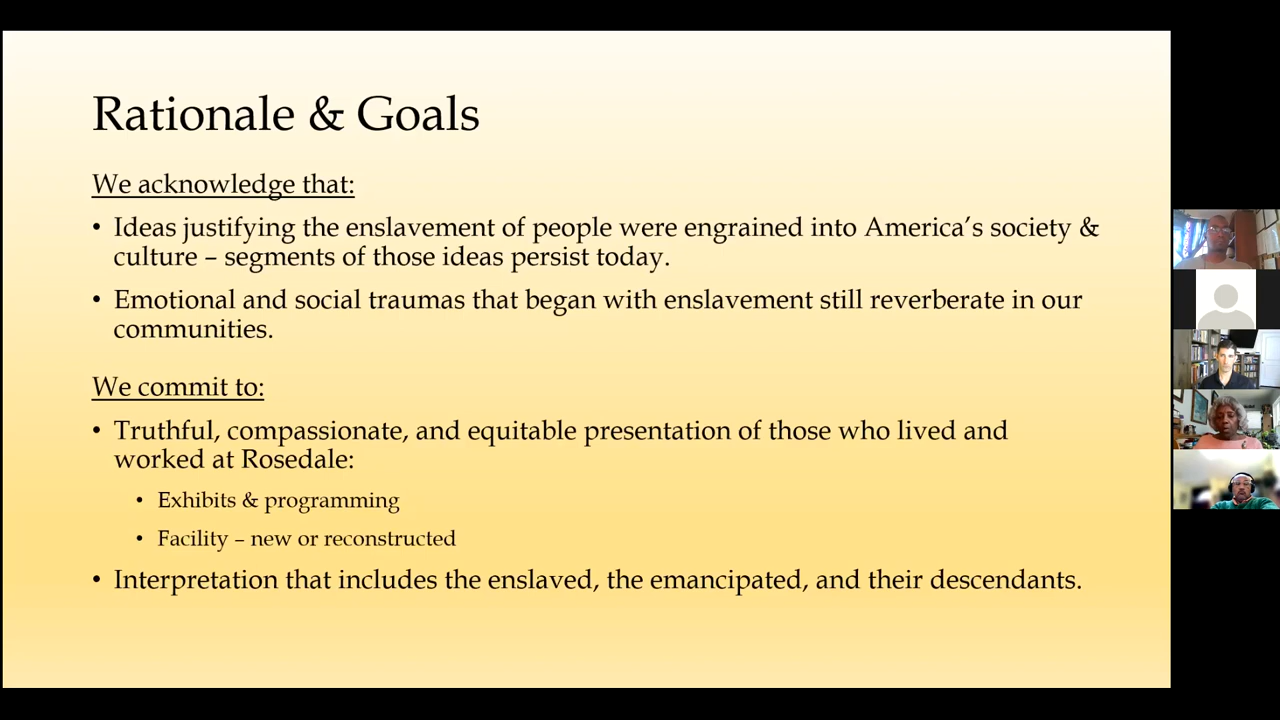 Rationale & Goals
We acknowledge that:
• Ideas justifying the enslavement of people were engrained into America’s society &
culture – segments of those ideas persist today.
• Emotional and social traumas that began with enslavement still reverberate in our
communities.
We commit to:
• Truthful, compassionate, and equitable presentation of those who lived and
worked at Rosedale:
• Exhibits & programming
• Facility – new or reconstructed
• Interpretation that includes the enslaved, the emancipated, and their descendants.